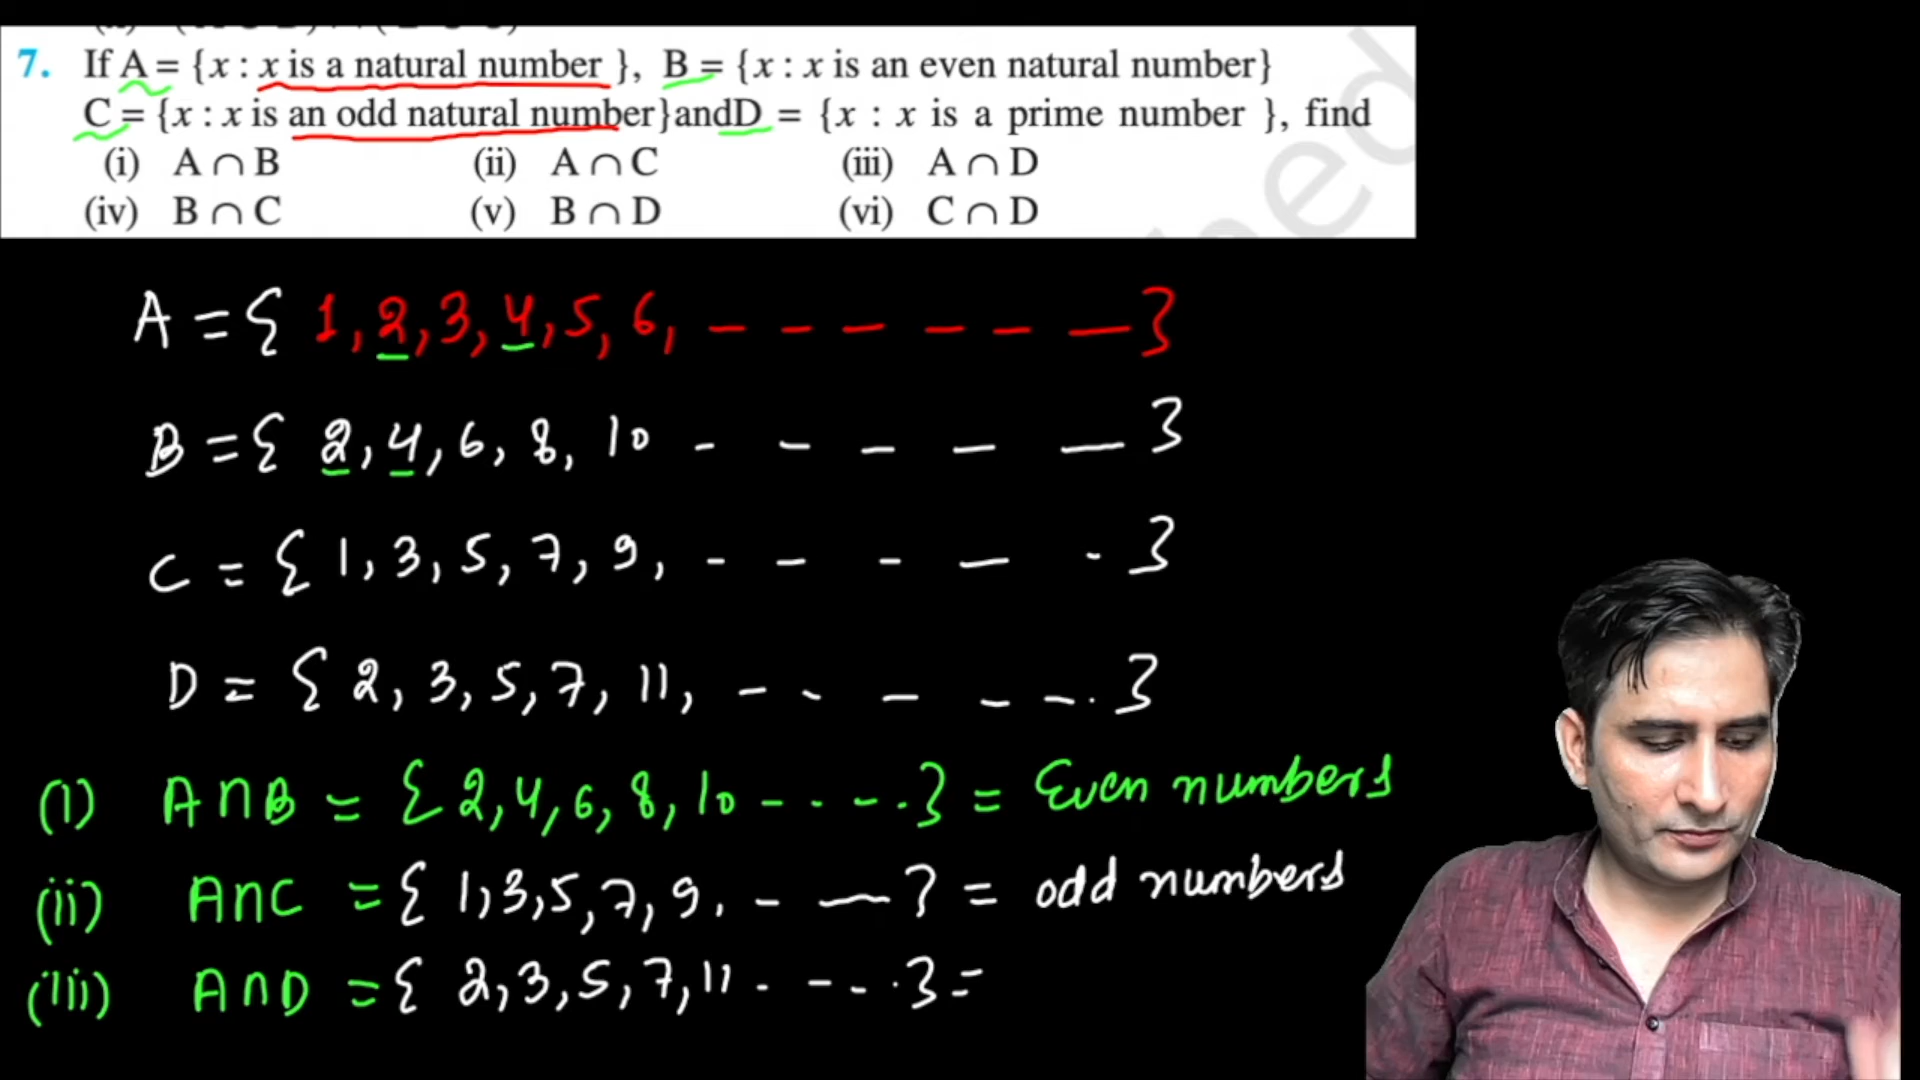 7. If A = {x : x is a natural number }, B = {x : x is an even natural number}
C = {x : x is an odd natural number}andD = {x : x is a prime number }, find
(i) A ∩ B (ii) A ∩ C (iii) A ∩ D
(iv) B ∩ C (v) B ∩ D (vi) C ∩ D
A = { 1, 2, 3, 4, 5, 6, - - - - - - }
B = { 2, 4, 6, 8, 10 - - - - - }
C = { 1, 3, 5, 7, 9, - - - - - }
D = { 2, 3, 5, 7, 11, - - - - - . }
(i) A∩B = { 2, 4, 6, 8, 10 - - - - . } = Even numbers
(ii) A∩C = { 1, 3, 5, 7, 9, - - } = odd numbers
(iii) A∩D = { 2, 3, 5, 7, 11 - - - - . } =